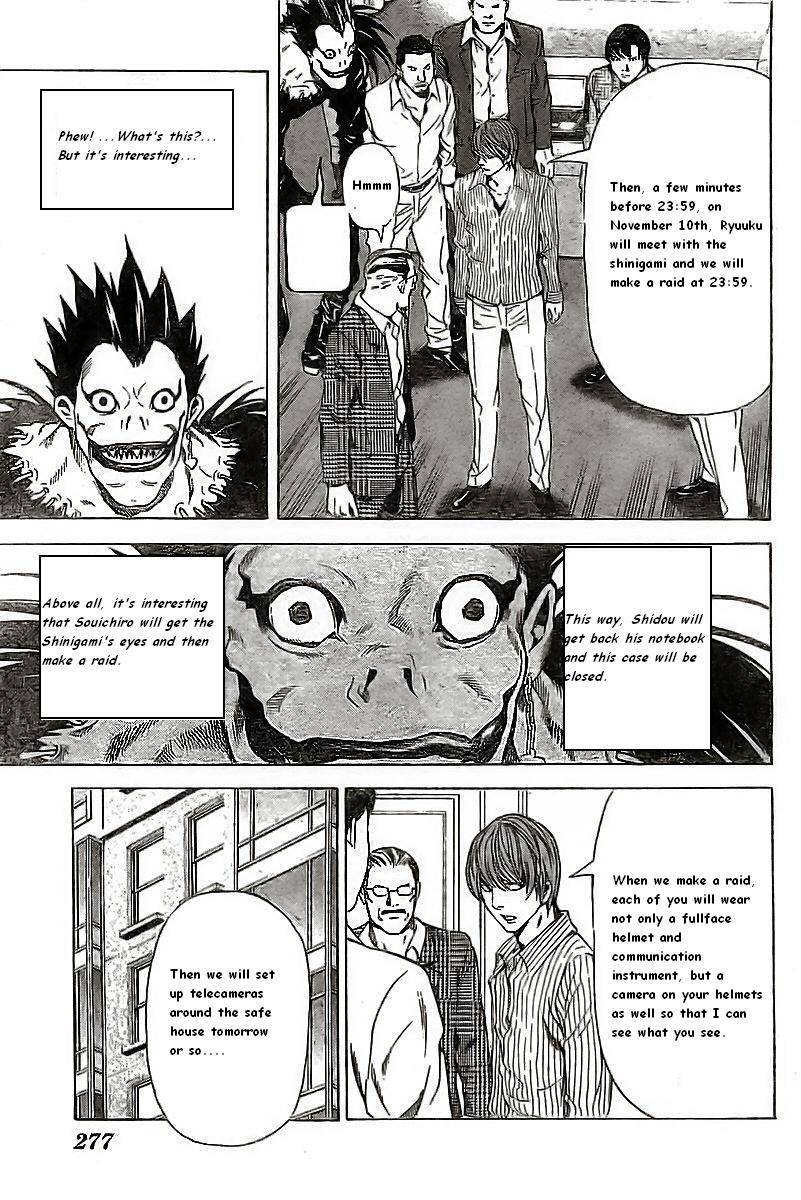 Then, a few minutes
before 23:59, on
November 10th, Ryuuku
will meet with the
shinigami and we will
make a raid at 23:59.
Hmmm
Phew! ...What's this?...
But it's interesting...
This way, Shidou will
get back his notebook
and this case will be
closed.
Above all, it's interesting
that Souichiro will get the
Shinigami's eyes and then
make a raid.
When we make a raid,
each of you will wear
not only a fullface
helmet and
communication
instrument, but a
camera on your helmets
as well so that I can
see what you see.
Then we will set
up telecameras
around the safe
house tomorrow
or so....
277